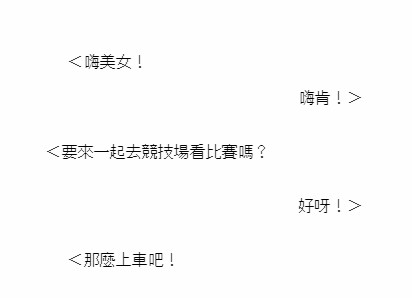 ＜嗨美女！
嗨肯！＞
＜要來一起去競技場看比賽嗎？
好呀！＞
＜那麼上車吧！